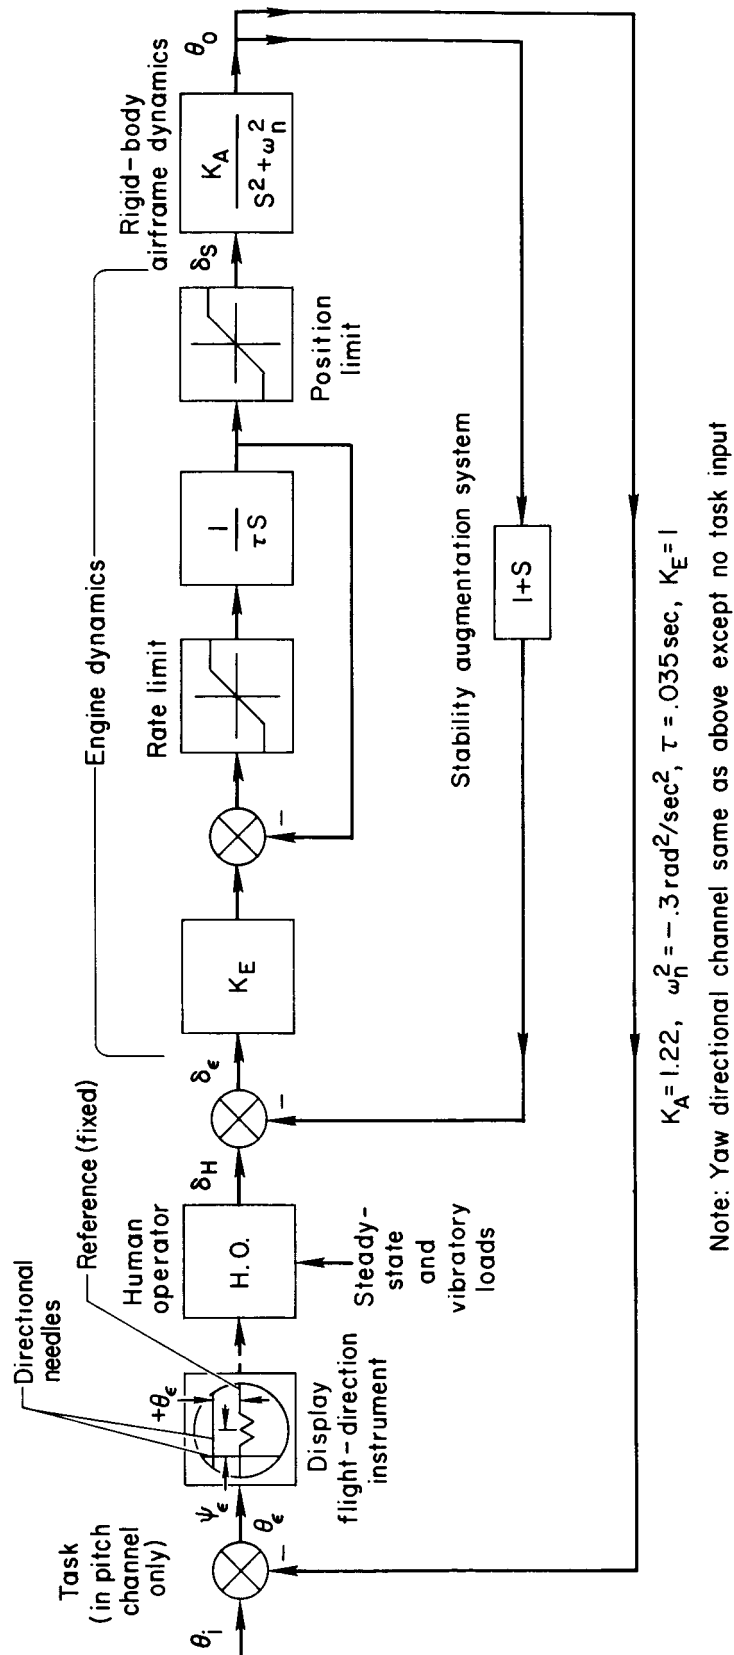 Task
(in pitch
channel
only)
θi
–
ψϵ
θϵ
Directional
needles
+θϵ
Reference (fixed)
Display
flight-direction
instrument
Human
operator
H.O.
Steady-
state
and
vibratory
loads
δH
–
δϵ
Engine dynamics
KE
–
Rate limit
1
τS
Position
limit
δS
Rigid-body
airframe dynamics
KA
S²+ωn²
θo
Stability augmentation system
1+S
KA=1.22, ωn²=-.3 rad²/sec², τ=.035sec, KE=1
Note: Yaw directional channel same as above except no task input